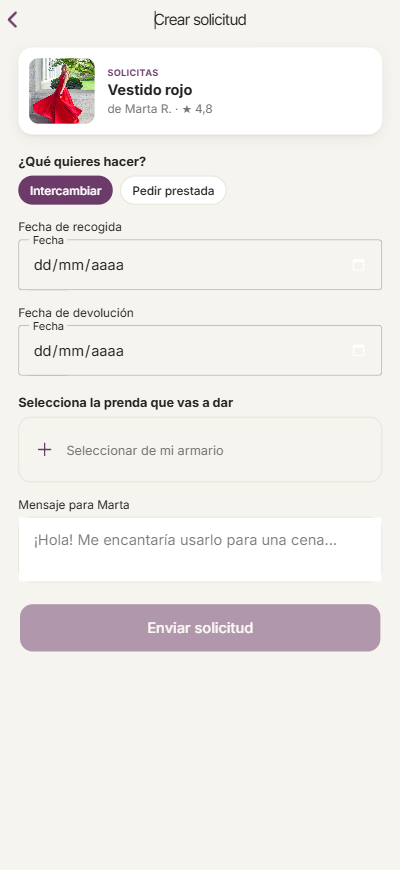 Crear solicitud
SOLICITAS
Vestido rojo
de Marta R. · ★ 4,8
¿Qué quieres hacer?
Intercambiar Pedir prestada
Fecha de recogida
Fecha
dd/mm/aaaa
Fecha de devolución
Fecha
dd/mm/aaaa
Selecciona la prenda que vas a dar
+ Seleccionar de mi armario
Mensaje para Marta
¡Hola! Me encantaría usarlo para una cena...
Enviar solicitud